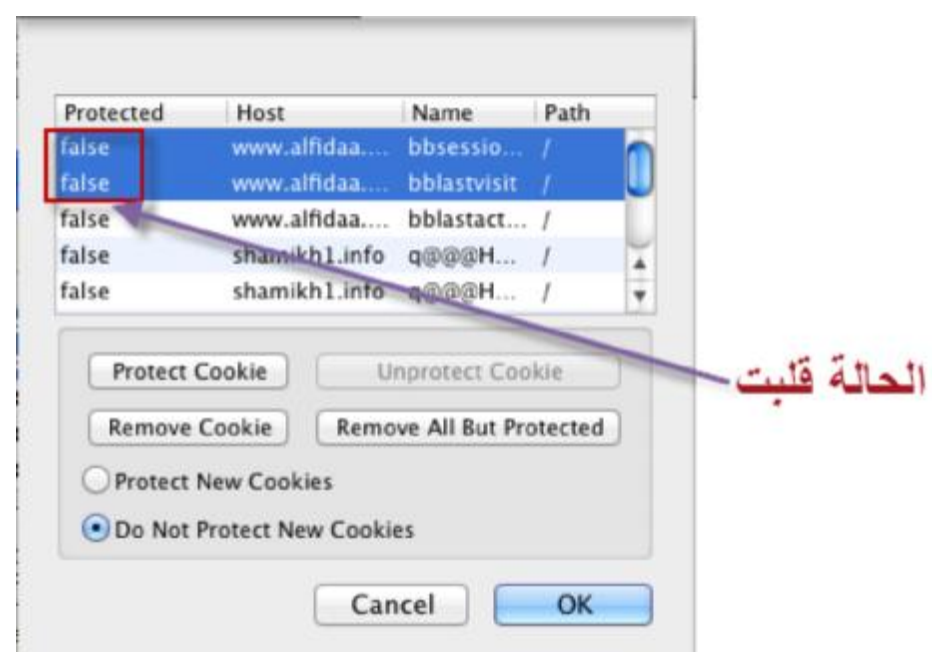 Protected Host Name Path
false www.alfidaa.... bbsessio... /
false www.alfidaa.... bblastvisit /
false www.alfidaa.... bblastact... /
false shamikh1.info q@@@H... /
false shamikh1.info q@@@H... /
Protect Cookie Unprotect Cookie
الحالة قلبت
Remove Cookie Remove All But Protected
Protect New Cookies
Do Not Protect New Cookies
Cancel OK